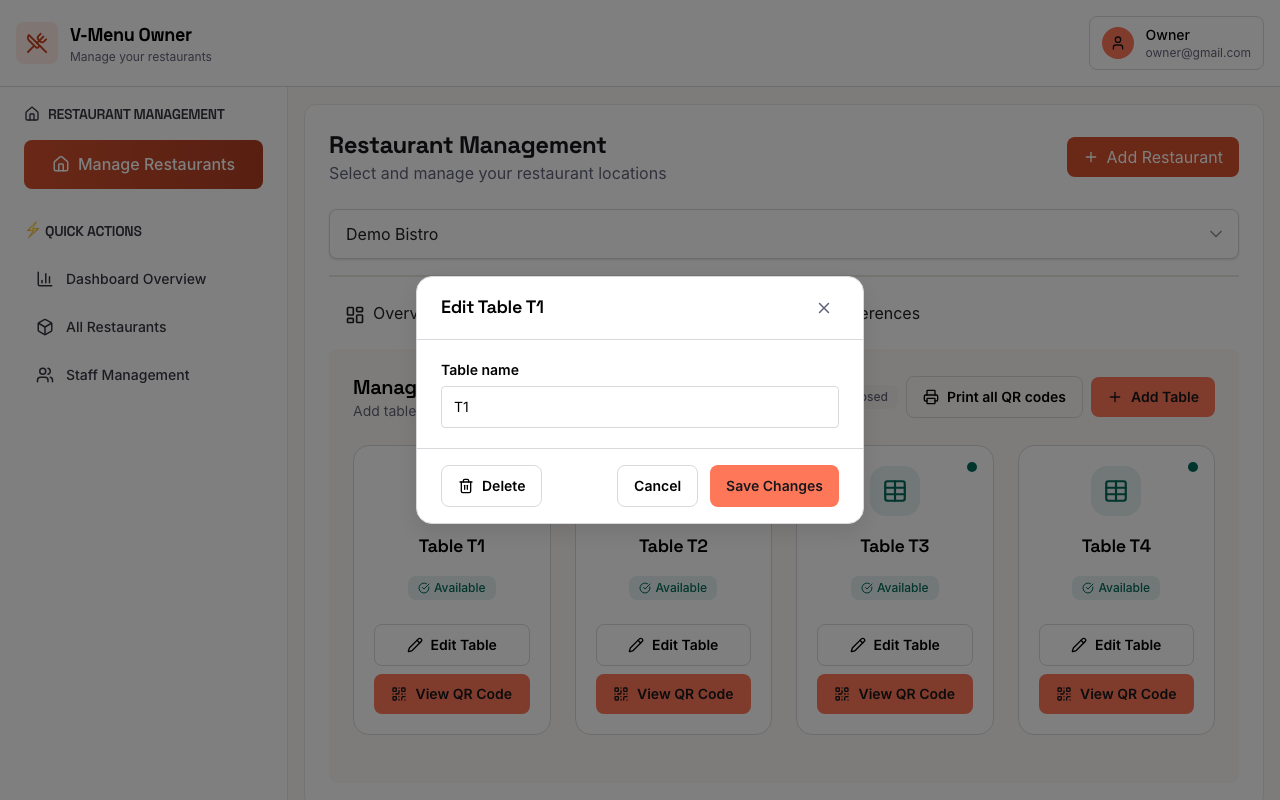 V-Menu Owner
Manage your restaurants
Owner
owner@gmail.com
RESTAURANT MANAGEMENT
Manage Restaurants
⚡ QUICK ACTIONS
Dashboard Overview
All Restaurants
Staff Management
Restaurant Management
Select and manage your restaurant locations
+ Add Restaurant
Demo Bistro
Edit Table T1
Table name
T1
Delete
Cancel
Save Changes
Add table
Print all QR codes
+ Add Table
Table T1
Available
Edit Table
View QR Code
Table T2
Available
Edit Table
View QR Code
Table T3
Available
Edit Table
View QR Code
Table T4
Available
Edit Table
View QR Code